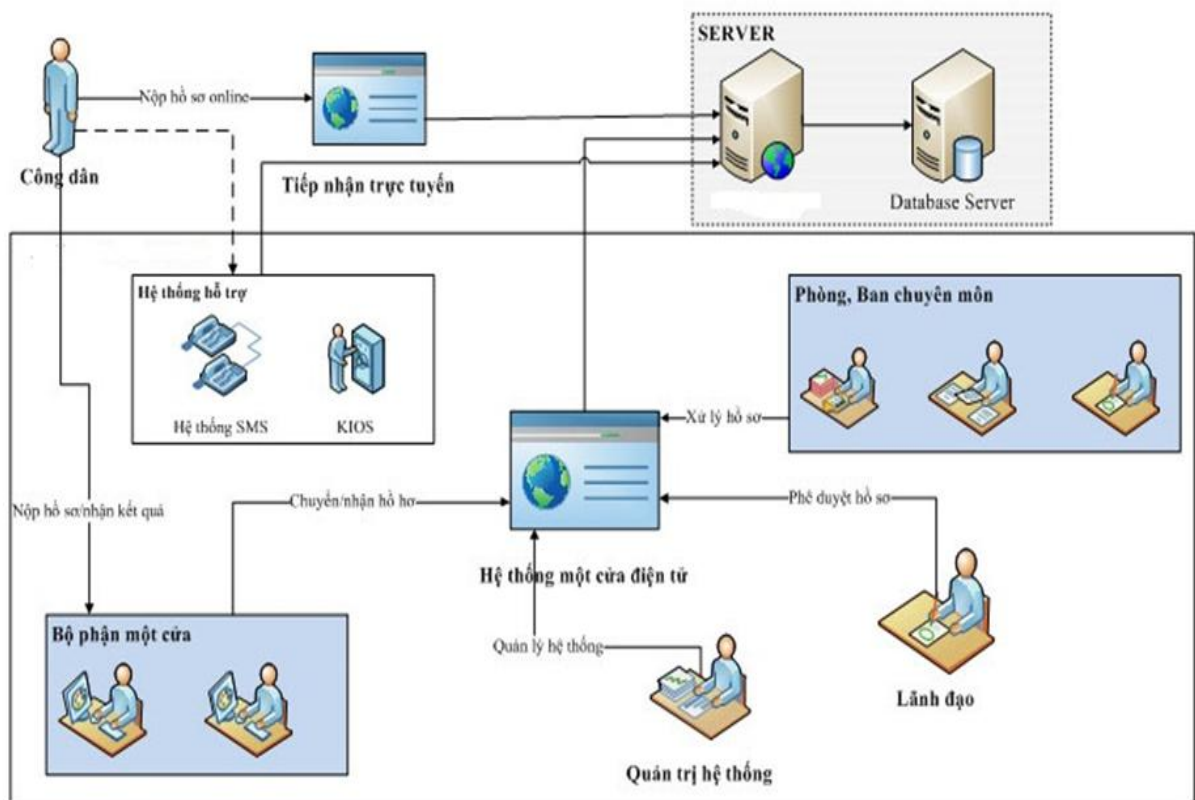 SERVER
Nộp hồ sơ online
Công dân
Tiếp nhận trực tuyến
Database Server
Hệ thống hỗ trợ
Hệ thống SMS
KIOS
Phòng, Ban chuyên môn
Xử lý hồ sơ
Nộp hồ sơ/nhận kết quả
Chuyển/nhận hồ hơ
Phê duyệt hồ sơ
Hệ thống một cửa điện tử
Bộ phận một cửa
Quản lý hệ thống
Lãnh đạo
Quản trị hệ thống